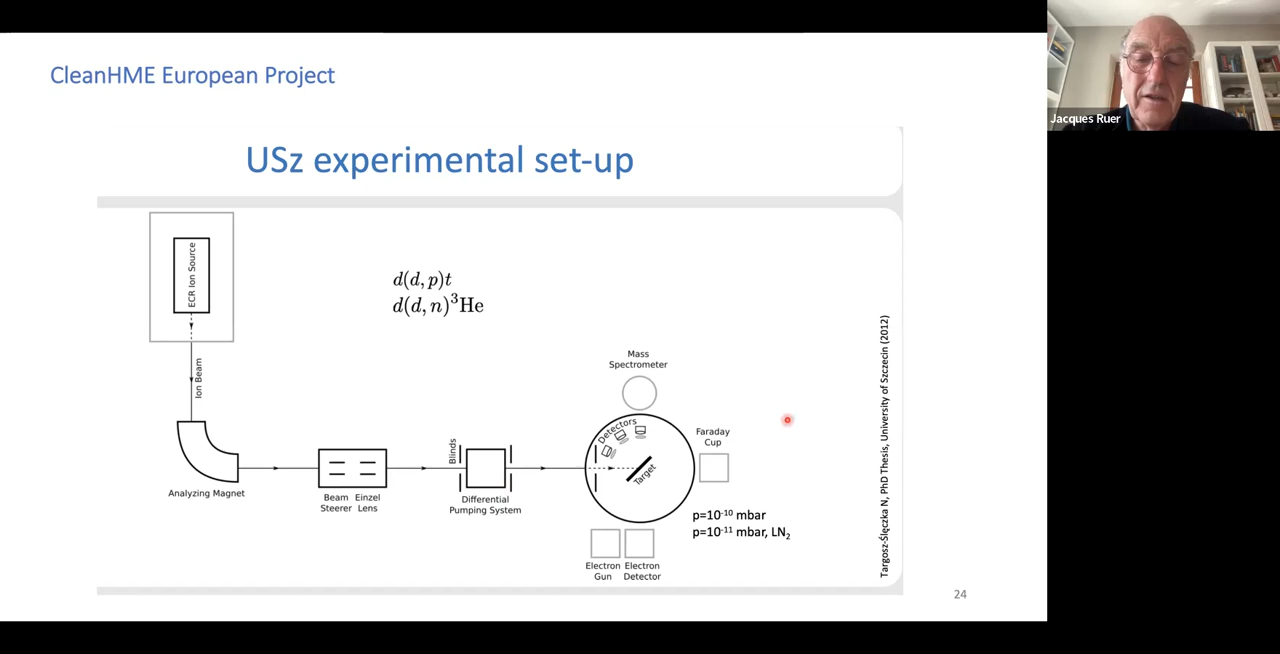 CleanHME European Project
Jacques Ruer
USz experimental set-up
ECR Ion Source
d(d, p)t
d(d, n)³He
Ion Beam
Mass
Spectrometer
Detectors
Faraday
Cup
Target
Blinds
Analyzing Magnet
Beam Einzel
Steerer Lens
Differential
Pumping System
p=10⁻¹⁰ mbar
p=10⁻¹¹ mbar, LN₂
Electron Electron
Gun Detector
Targosz-Ślęczka N, PhD Thesis, University of Szczecin (2012)
24